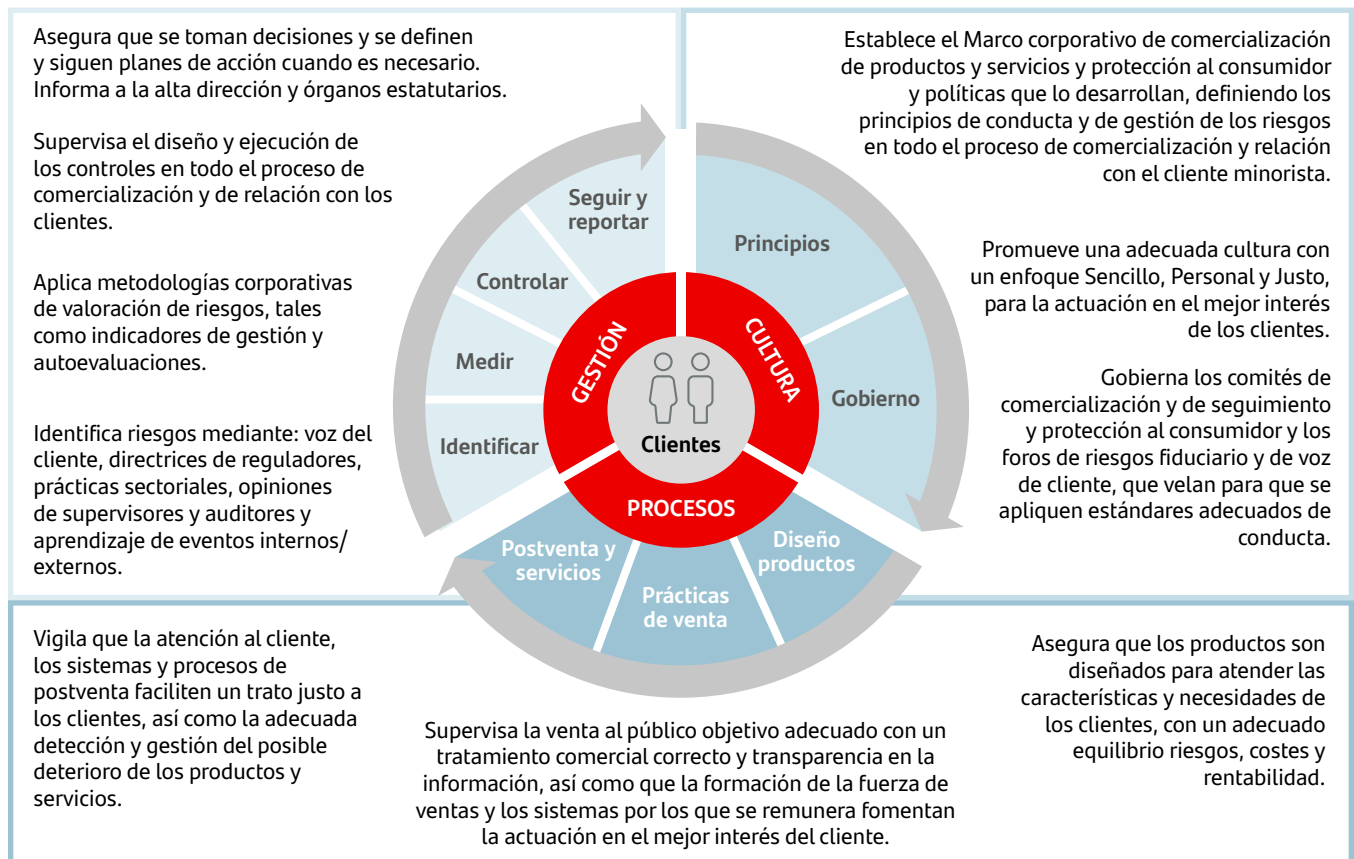 Asegura que se toman decisiones y se definen
y siguen planes de acción cuando es necesario.
Informa a la alta dirección y órganos estatutarios.
Supervisa el diseño y ejecución de
los controles en todo el proceso de
comercialización y de relación con los
clientes.
Aplica metodologías corporativas
de valoración de riesgos, tales
como indicadores de gestión y
autoevaluaciones.
Identifica riesgos mediante: voz del
cliente, directrices de reguladores,
prácticas sectoriales, opiniones
de supervisores y auditores y
aprendizaje de eventos internos/
externos.
Establece el Marco corporativo de comercialización
de productos y servicios y protección al consumidor
y políticas que lo desarrollan, definiendo los
principios de conducta y de gestión de los riesgos
en todo el proceso de comercialización y relación
con el cliente minorista.
Promueve una adecuada cultura con
un enfoque Sencillo, Personal y Justo,
para la actuación en el mejor interés
de los clientes.
Gobierna los comités de
comercialización y de seguimiento
y protección al consumidor y los
foros de riesgos fiduciario y de voz
de cliente, que velan para que se
apliquen estándares adecuados de
conducta.
Seguir y
reportar
Controlar
Medir
Identificar
Principios
Gobierno
GESTIÓN
CULTURA
Clientes
PROCESOS
Postventa y
servicios
Prácticas
de venta
Diseño
productos
Vigila que la atención al cliente,
los sistemas y procesos de
postventa faciliten un trato justo a
los clientes, así como la adecuada
detección y gestión del posible
deterioro de los productos y
servicios.
Supervisa la venta al público objetivo adecuado con un
tratamiento comercial correcto y transparencia en la
información, así como que la formación de la fuerza de
ventas y los sistemas por los que se remunera fomentan
la actuación en el mejor interés del cliente.
Asegura que los productos son
diseñados para atender las
características y necesidades de
los clientes, con un adecuado
equilibrio riesgos, costes y
rentabilidad.